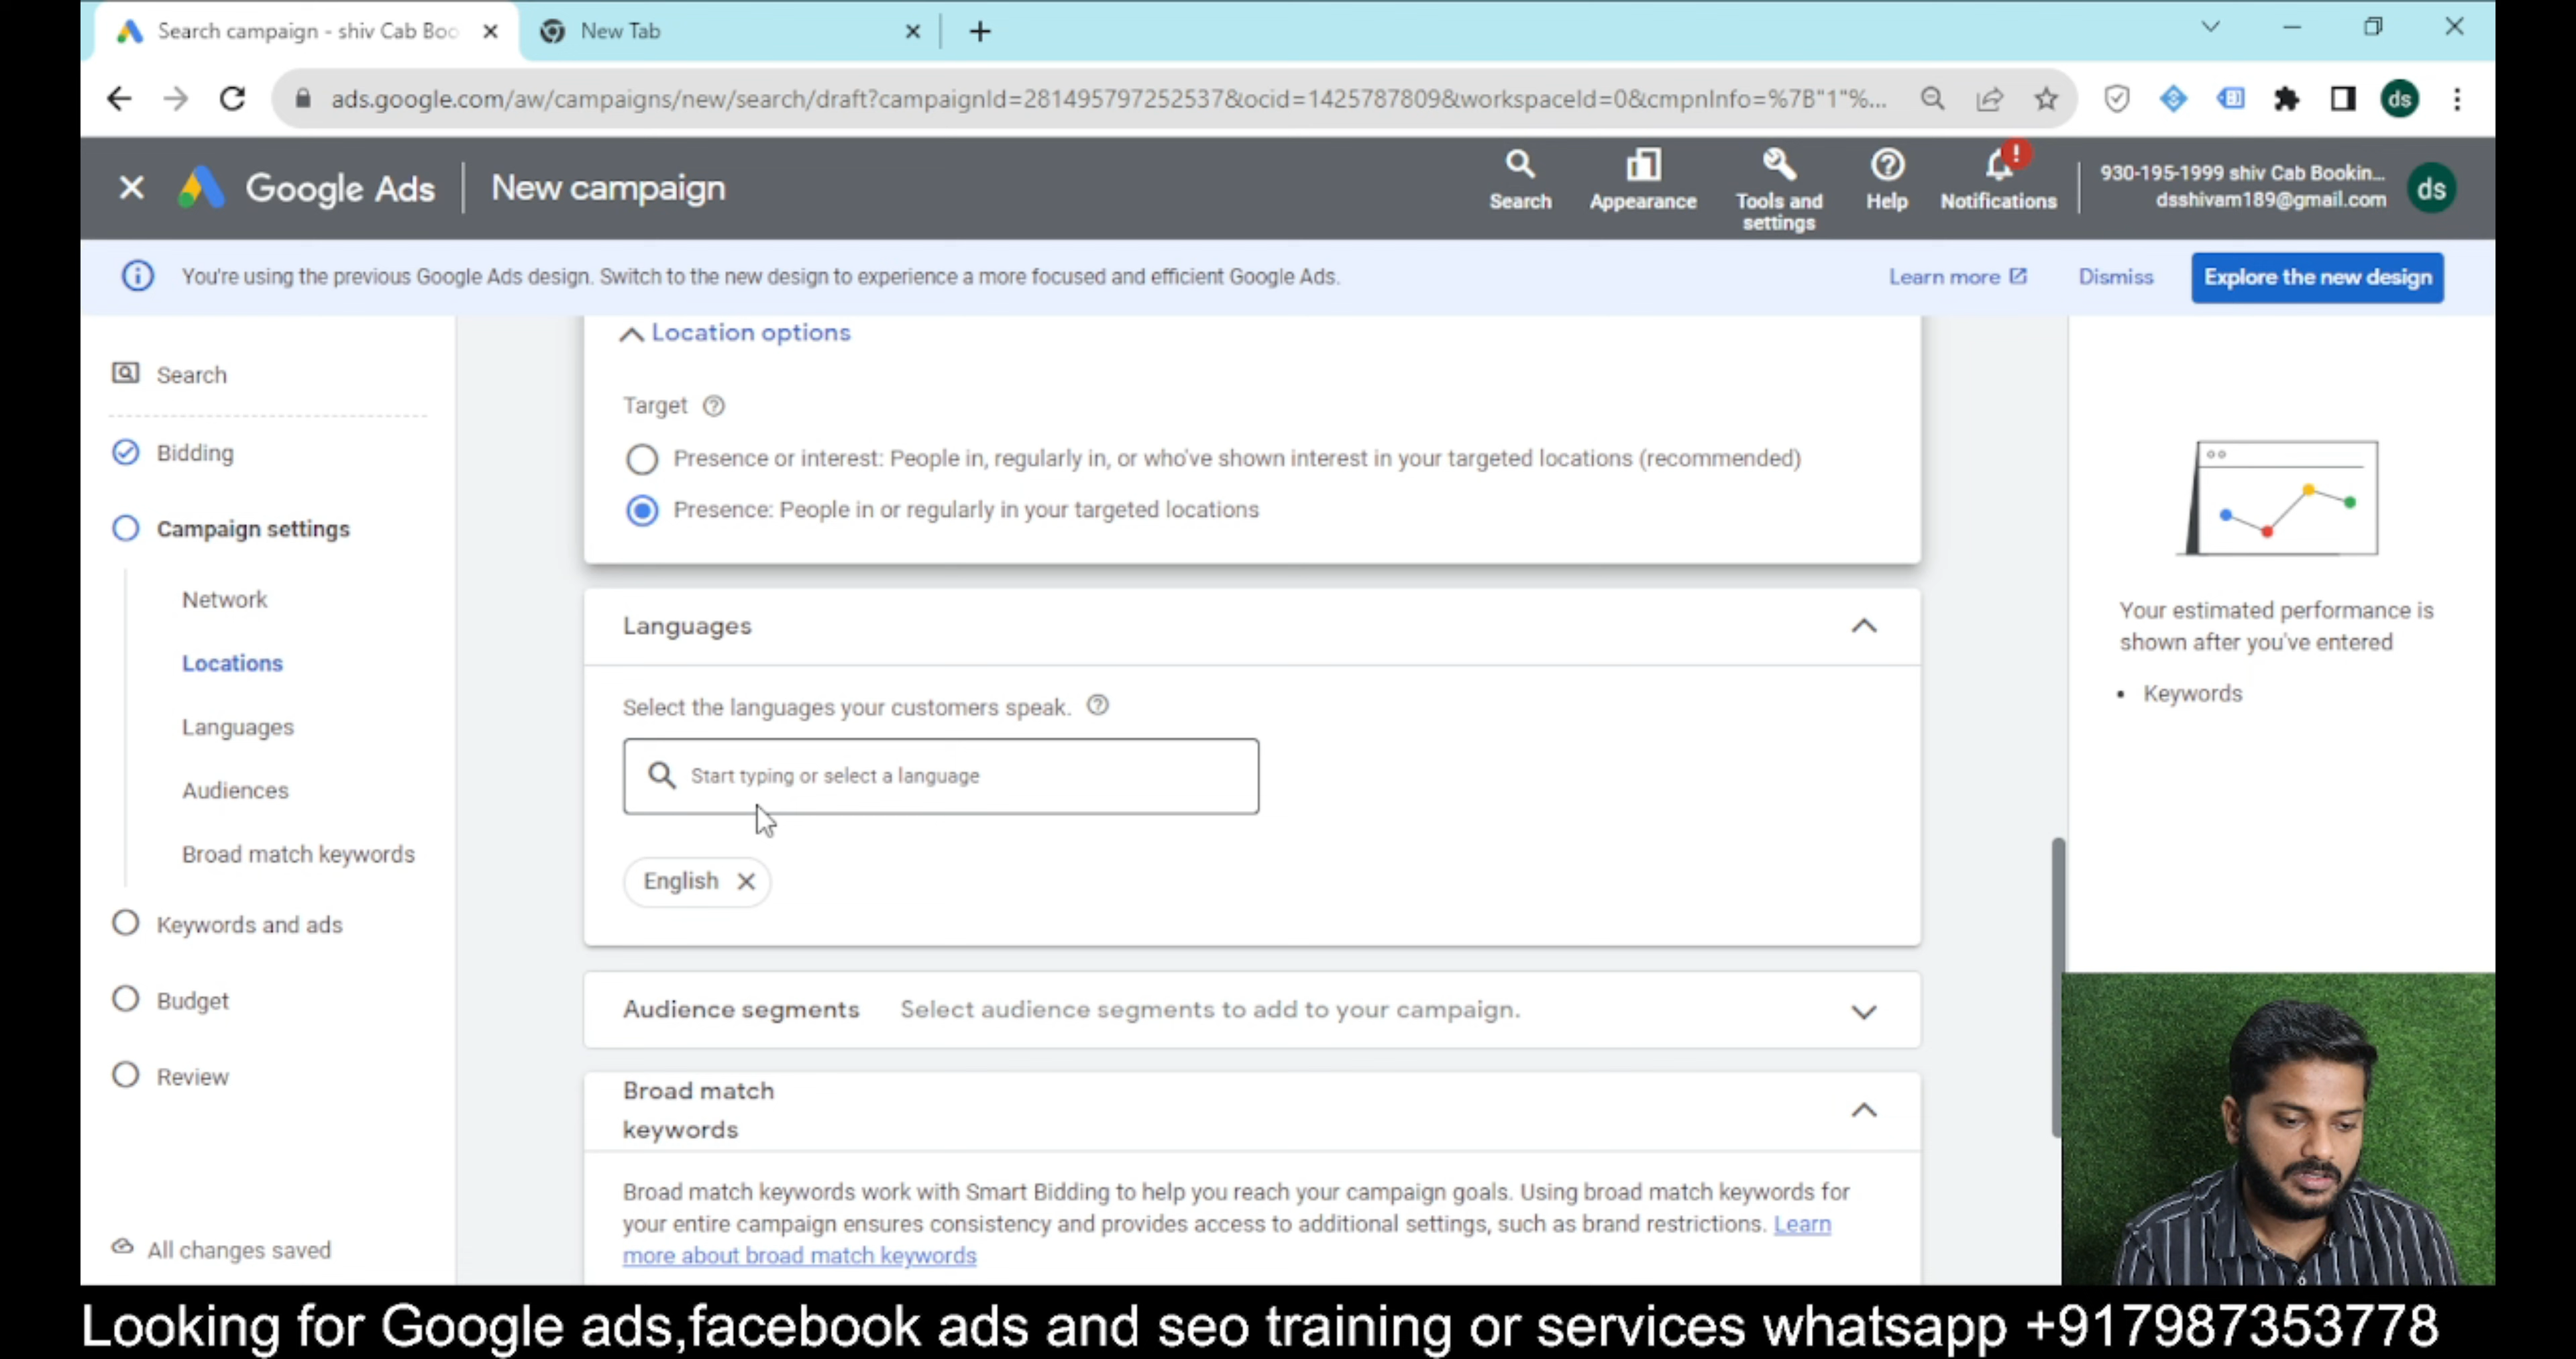 Search campaign - shiv Cab Boo
New Tab
ads.google.com/aw/campaigns/new/search/draft?campaignId=281495797252537&ocid=1425787809&workspaceId=0&cmpnInfo=%7B"1"%...
ds
Google Ads
New campaign
Search
Appearance
Tools and
settings
Help
Notifications
930-195-1999 shiv Cab Bookin...
dsshivam189@gmail.com
ds
You're using the previous Google Ads design. Switch to the new design to experience a more focused and efficient Google Ads.
Learn more
Dismiss
Explore the new design
Search
Bidding
Campaign settings
Network
Locations
Languages
Audiences
Broad match keywords
Keywords and ads
Budget
Review
All changes saved
Location options
Target
Presence or interest: People in, regularly in, or who've shown interest in your targeted locations (recommended)
Presence: People in or regularly in your targeted locations
Languages
Select the languages your customers speak.
Start typing or select a language
English
Audience segments
Select audience segments to add to your campaign.
Broad match
keywords
Broad match keywords work with Smart Bidding to help you reach your campaign goals. Using broad match keywords for
your entire campaign ensures consistency and provides access to additional settings, such as brand restrictions. Learn
more about broad match keywords
Your estimated performance is
shown after you've entered
• Keywords
Looking for Google ads,facebook ads and seo training or services whatsapp +917987353778